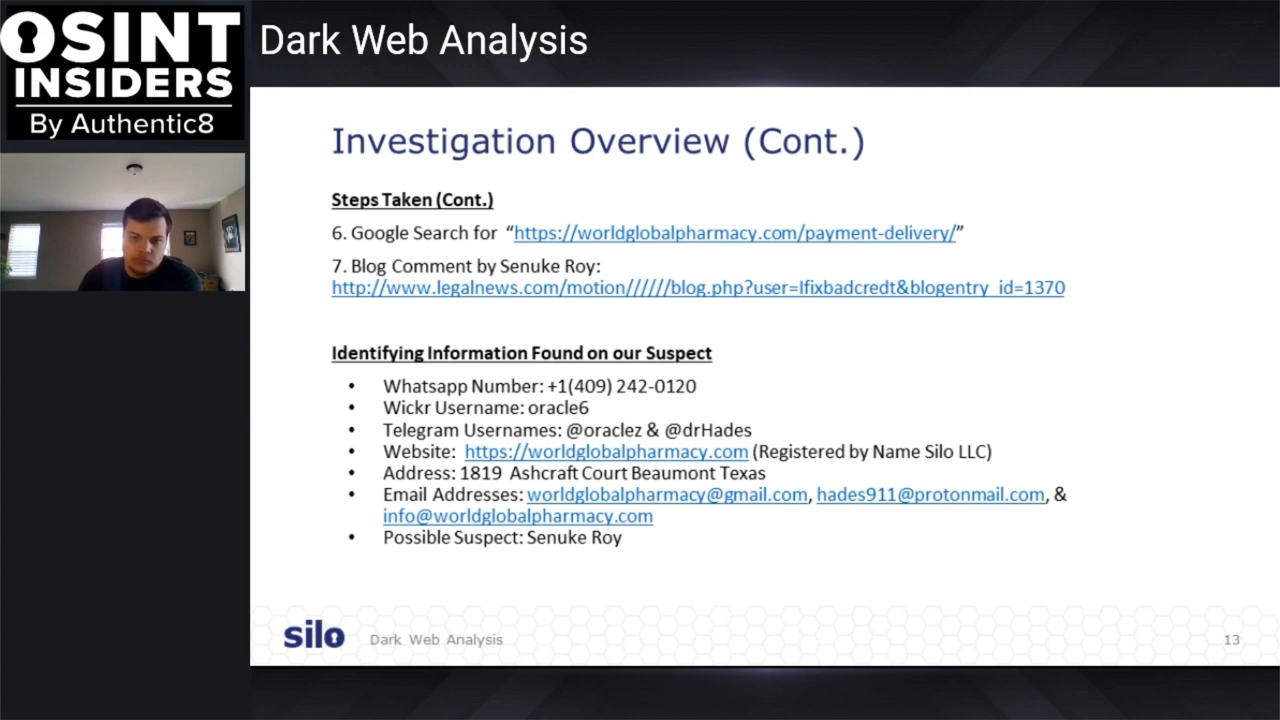 OSINT
INSIDERS
By Authentic8
Dark Web Analysis
Investigation Overview (Cont.)
Steps Taken (Cont.)
6. Google Search for “https://worldglobalpharmacy.com/payment-delivery/”
7. Blog Comment by Senuke Roy:
http://www.legalnews.com/motion//////blog.php?user=Ifixbadcredt&blogentry_id=1370
Identifying Information Found on our Suspect
• Whatsapp Number: +1(409) 242-0120
• Wickr Username: oracle6
• Telegram Usernames: @oraclez & @drHades
• Website: https://worldglobalpharmacy.com (Registered by Name Silo LLC)
• Address: 1819 Ashcraft Court Beaumont Texas
• Email Addresses: worldglobalpharmacy@gmail.com, hades911@protonmail.com, &
info@worldglobalpharmacy.com
• Possible Suspect: Senuke Roy
silo
Dark Web Analysis
13